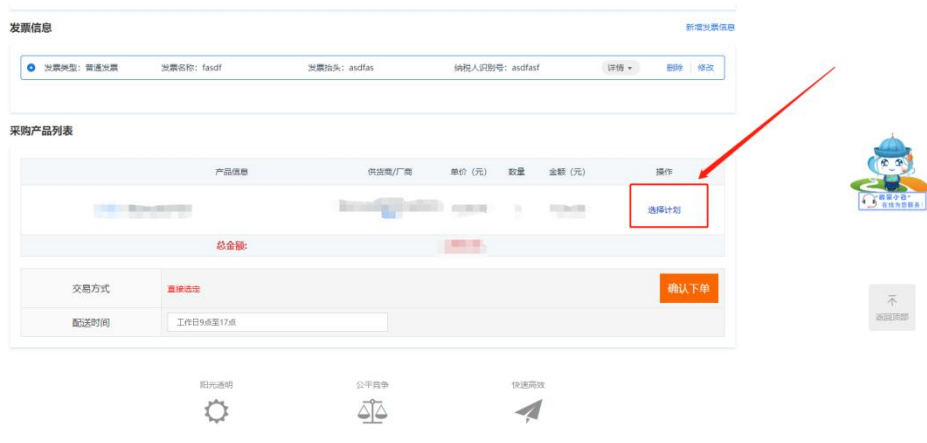 发票信息 新增发票信息
发票类型：普通发票 发票名称：fasdf 发票抬头：asdfas 纳税人识别号：asdfasf 详情 删除 修改
采购产品列表
产品信息 供货商/厂商 单价（元） 数量 金额（元） 操作
选择计划
总金额:
交易方式 直接选定 确认下单
配送时间 工作日9点至17点
在线为您服务！
返回顶部
阳光透明 公平竞争 快速高效